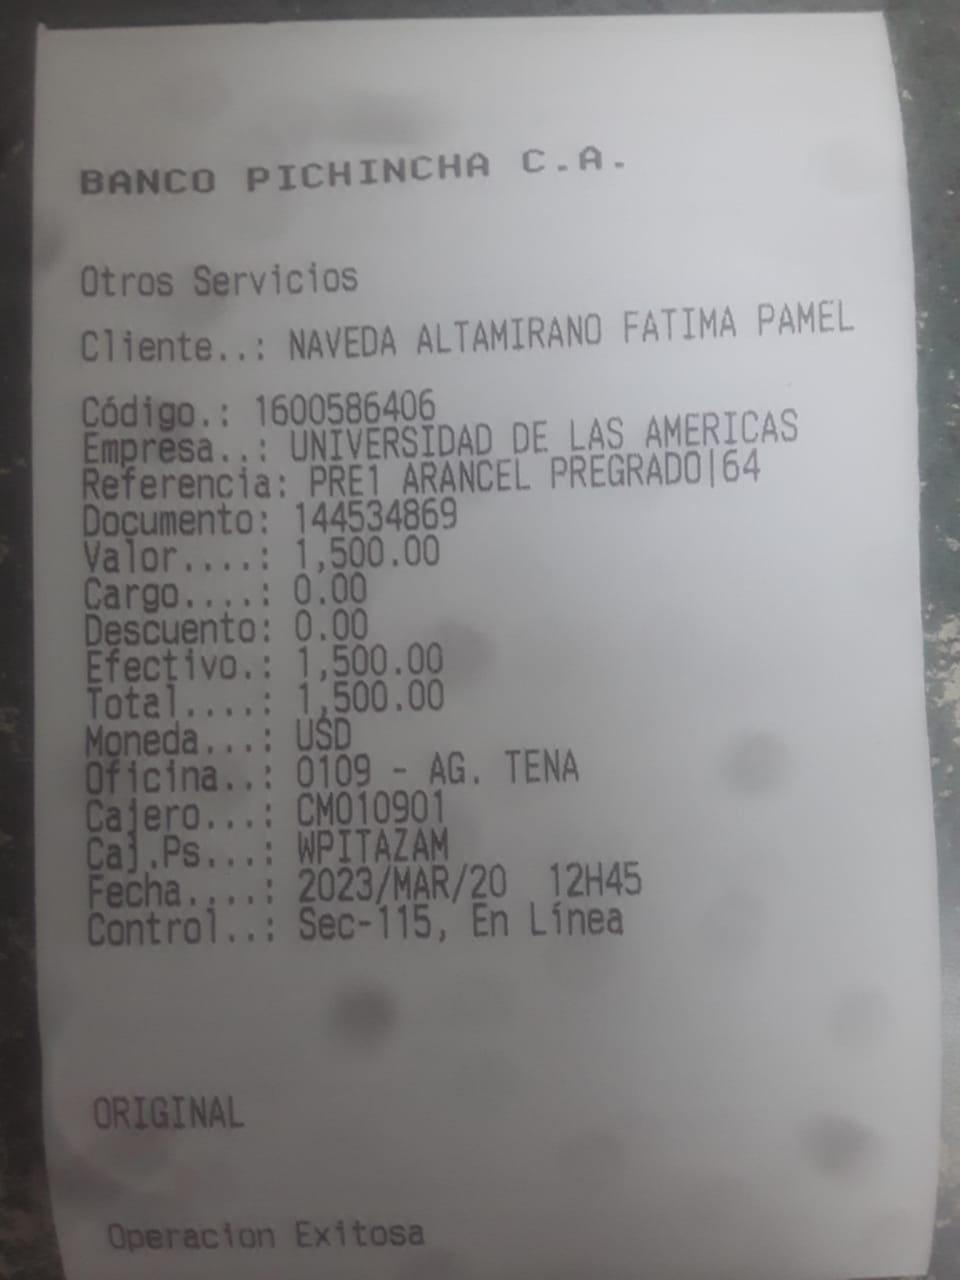 BANCO PICHINCHA C.A.
Otros Servicios
Cliente..: NAVEDA ALTAMIRANO FATIMA PAMEL
Código.: 1600586406
Empresa..: UNIVERSIDAD DE LAS AMERICAS
Referencia: PRE1 ARANCEL PREGRADO|64
Documento: 144534869
Valor....: 1,500.00
Cargo....: 0.00
Descuento: 0.00
Efectivo.: 1,500.00
Total....: 1,500.00
Moneda...: USD
Oficina..: 0109 - AG. TENA
Cajero...: CM010901
Caj.Ps...: WPITAZAM
Fecha....: 2023/MAR/20 12H45
Control..: Sec-115, En Línea
ORIGINAL
Operacion Exitosa